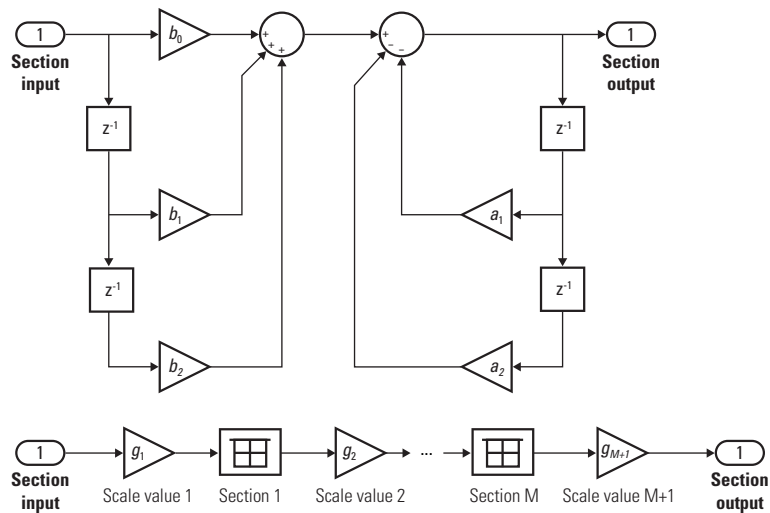 1 b₀ + + + + − − 1
Section input
Section output
z⁻¹ z⁻¹
b₁ a₁
z⁻¹ z⁻¹
b₂ a₂
1 g₁ g₂ ... g_M+1 1
Section input
Scale value 1 Section 1 Scale value 2 Section M Scale value M+1
Section output